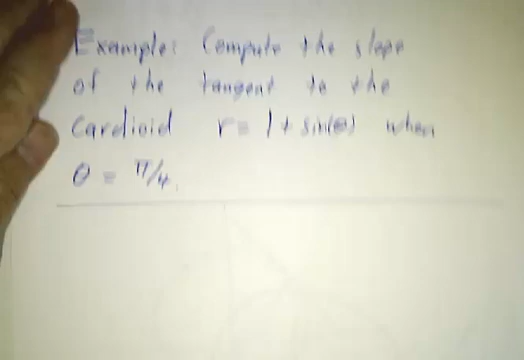 Example: Compute the slope
of the tangent to the
Cardioid r = 1 + sin(θ) when
θ = π/4.